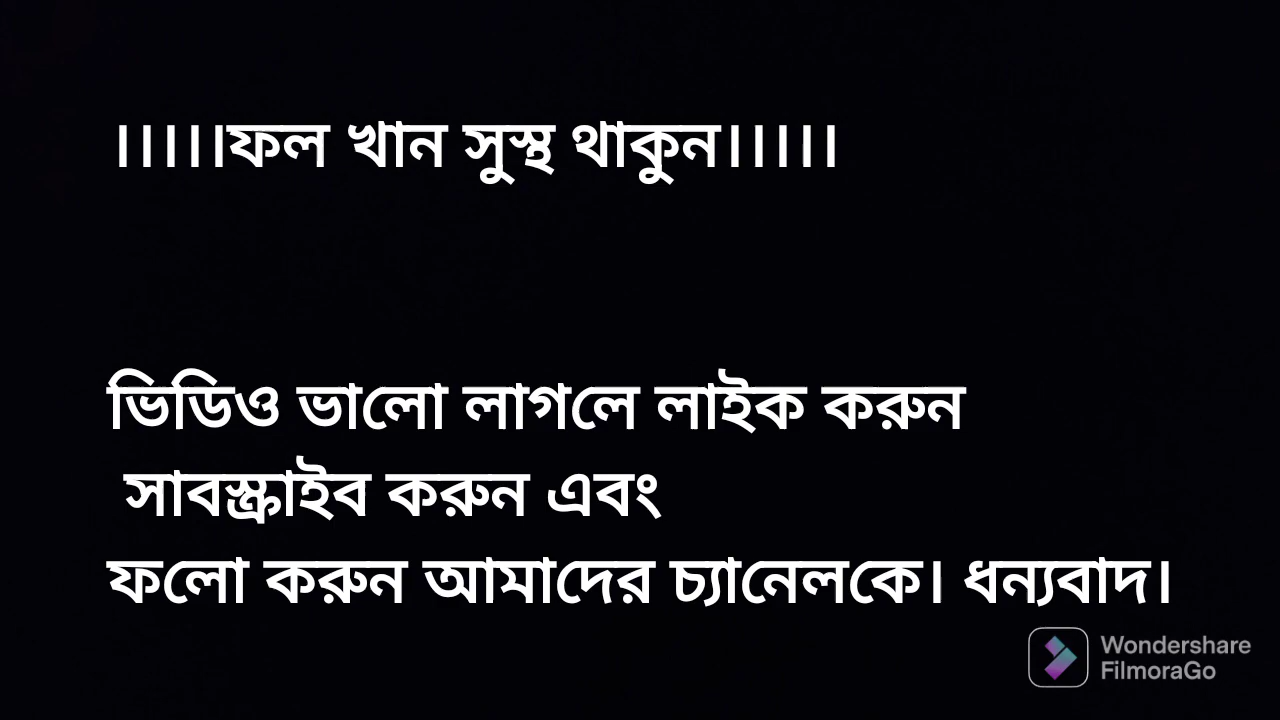 ।।।।।ফল খান সুস্থ থাকুন।।।।।
ভিডিও ভালো লাগলে লাইক করুন
সাবস্ক্রাইব করুন এবং
ফলো করুন আমাদের চ্যানেলকে। ধন্যবাদ।
Wondershare
FilmoraGo